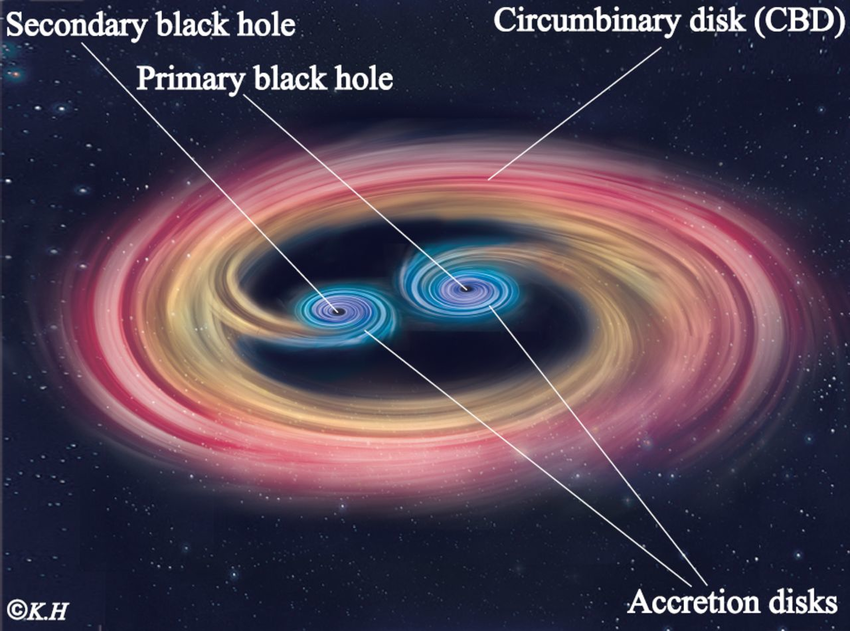 Secondary black hole
Circumbinary disk (CBD)
Primary black hole
Accretion disks
©K.H